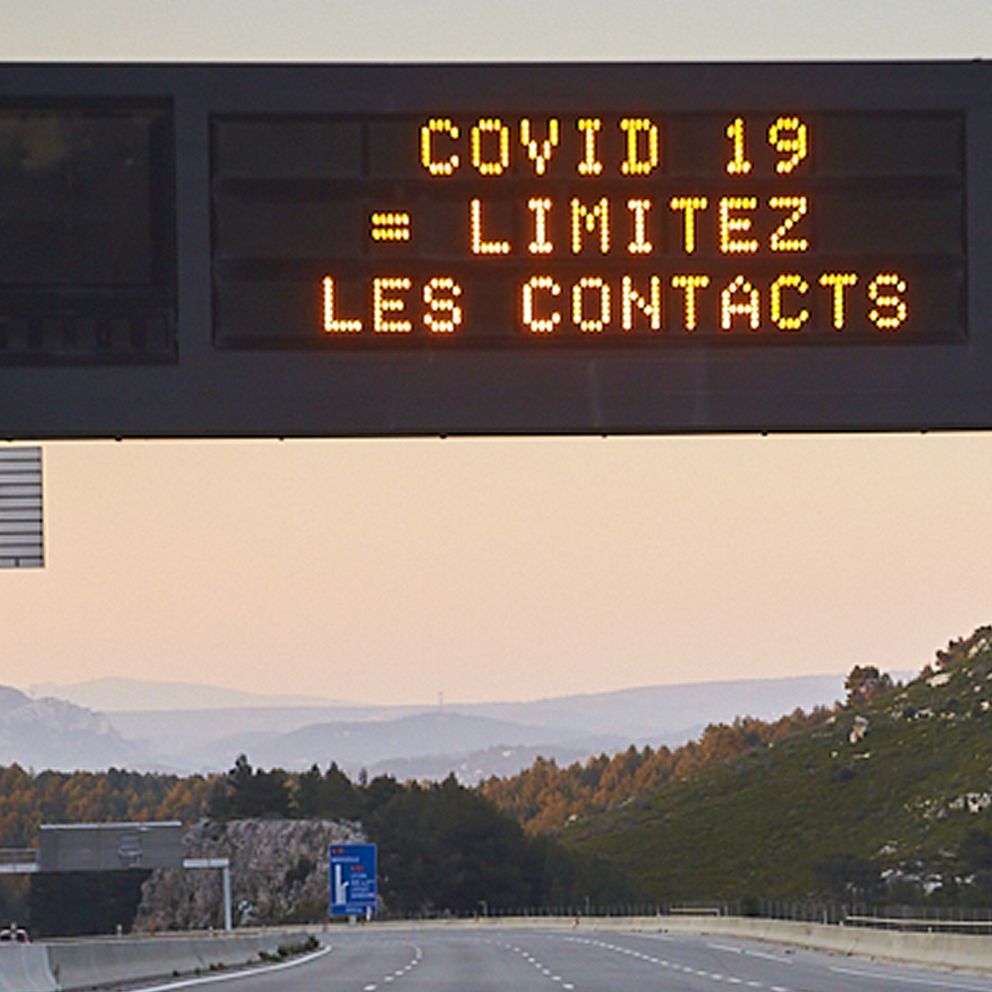 COVID 19
= LIMITEZ
LES CONTACTS